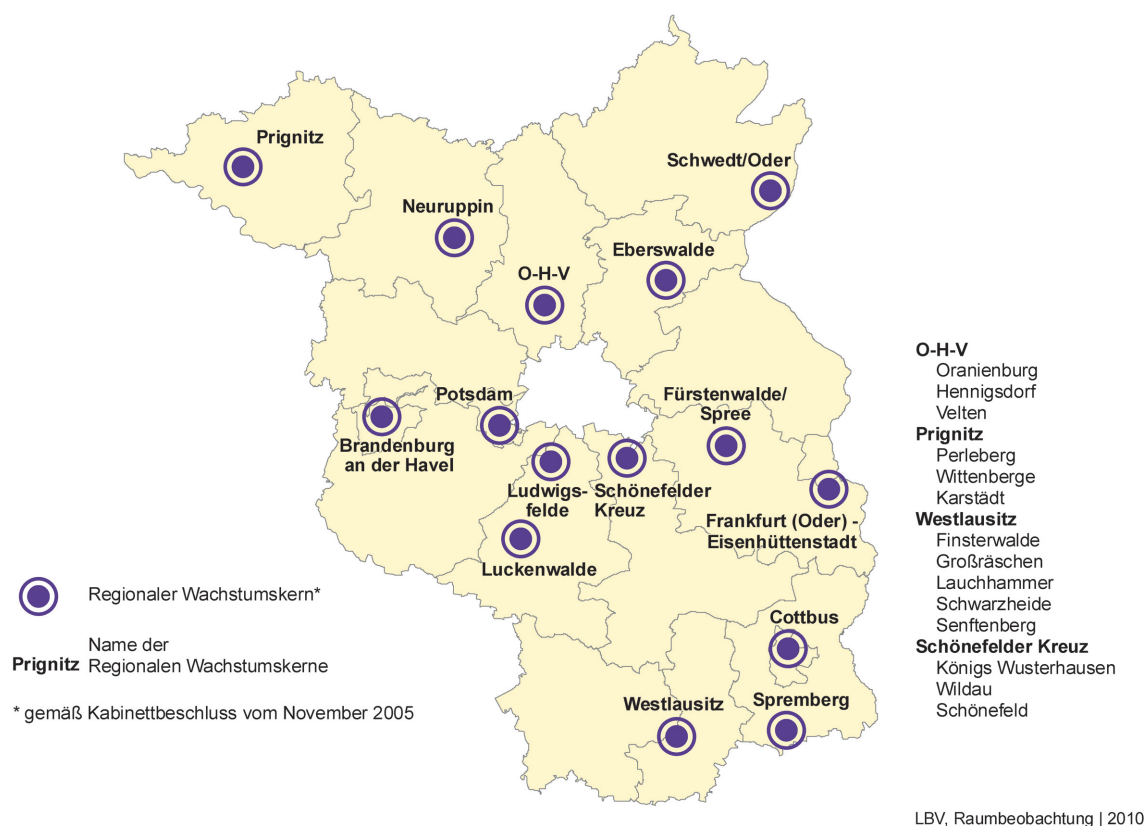 Prignitz
Schwedt/Oder
Neuruppin
Eberswalde
O-H-V
Potsdam
Fürstenwalde/
Spree
Brandenburg
an der Havel
Ludwigs-
felde
Schönefelder
Kreuz
Frankfurt (Oder) -
Eisenhüttenstadt
Luckenwalde
Cottbus
Westlausitz
Spremberg
Regionaler Wachstumskern*
Name der
Prignitz Regionalen Wachstumskerne
* gemäß Kabinettbeschluss vom November 2005
O-H-V
Oranienburg
Hennigsdorf
Velten
Prignitz
Perleberg
Wittenberge
Karstädt
Westlausitz
Finsterwalde
Großräschen
Lauchhammer
Schwarzheide
Senftenberg
Schönefelder Kreuz
Königs Wusterhausen
Wildau
Schönefeld
LBV, Raumbeobachtung | 2010